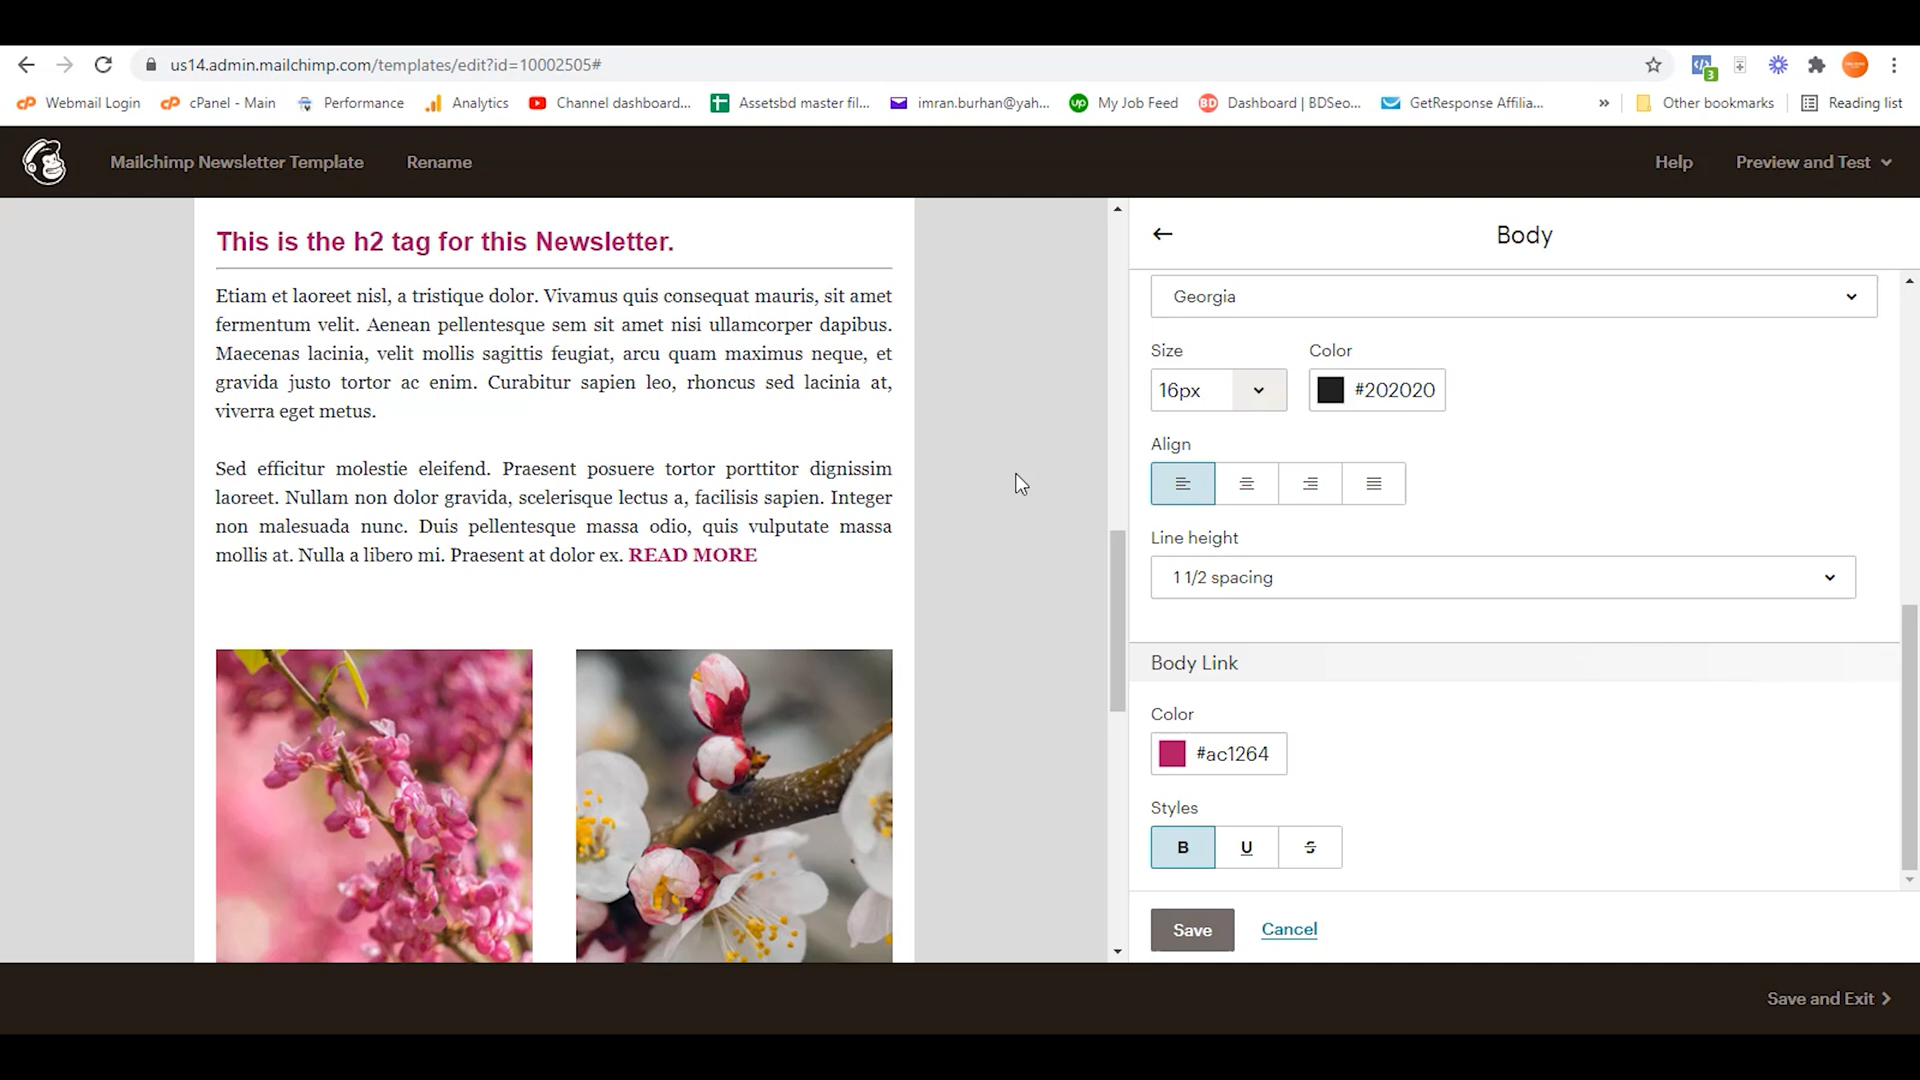 us14.admin.mailchimp.com/templates/edit?id=10002505#
3
Webmail Login cPanel - Main Performance Analytics Channel dashboard... Assetsbd master fil... imran.burhan@yah... up My Job Feed BD Dashboard | BDSeo... GetResponse Affilia... » Other bookmarks Reading list
Mailchimp Newsletter Template Rename Help Preview and Test
This is the h2 tag for this Newsletter.
Etiam et laoreet nisl, a tristique dolor. Vivamus quis consequat mauris, sit amet
fermentum velit. Aenean pellentesque sem sit amet nisi ullamcorper dapibus.
Maecenas lacinia, velit mollis sagittis feugiat, arcu quam maximus neque, et
gravida justo tortor ac enim. Curabitur sapien leo, rhoncus sed lacinia at,
viverra eget metus.
Sed efficitur molestie eleifend. Praesent posuere tortor porttitor dignissim
laoreet. Nullam non dolor gravida, scelerisque lectus a, facilisis sapien. Integer
non malesuada nunc. Duis pellentesque massa odio, quis vulputate massa
mollis at. Nulla a libero mi. Praesent at dolor ex. READ MORE
Body
Georgia
Size Color
16px #202020
Align
Line height
1 1/2 spacing
Body Link
Color
#ac1264
Styles
B U S
Save Cancel
Save and Exit